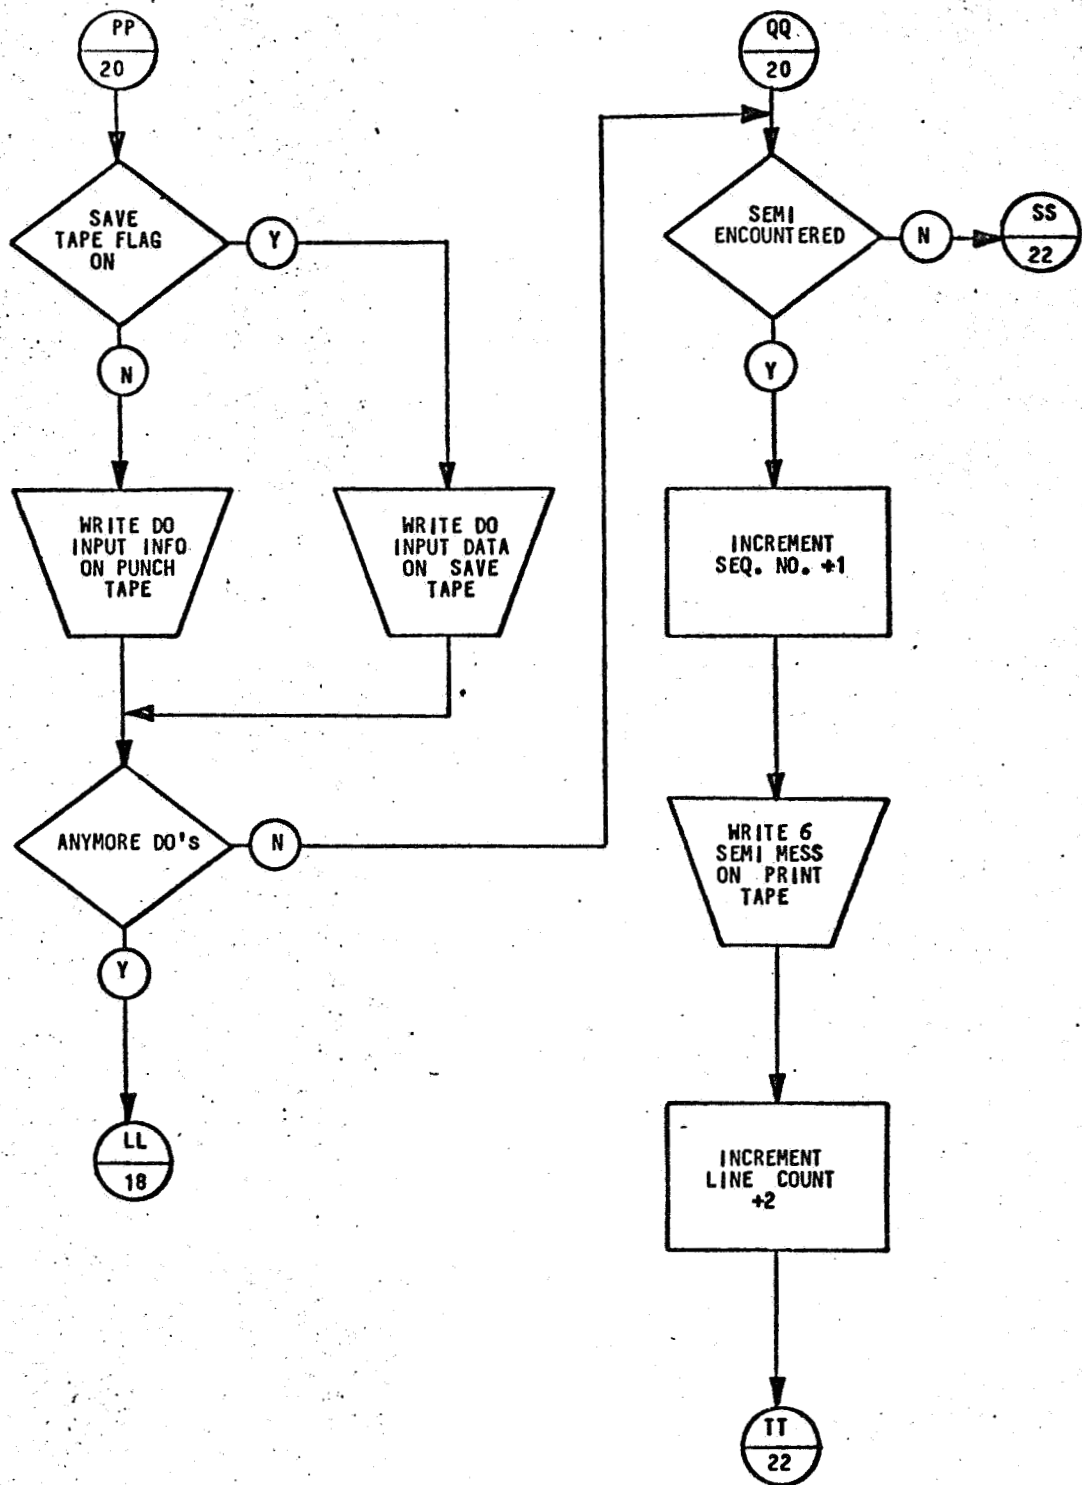 PP
20
SAVE
TAPE FLAG
ON
Y
N
WRITE DO
INPUT INFO
ON PUNCH
TAPE
WRITE DO
INPUT DATA
ON SAVE
TAPE
ANYMORE DO's
N
Y
LL
18
QQ
20
SEMI
ENCOUNTERED
N
SS
22
Y
INCREMENT
SEQ. NO. +1
WRITE 6
SEMI MESS
ON PRINT
TAPE
INCREMENT
LINE COUNT
+2
TT
22